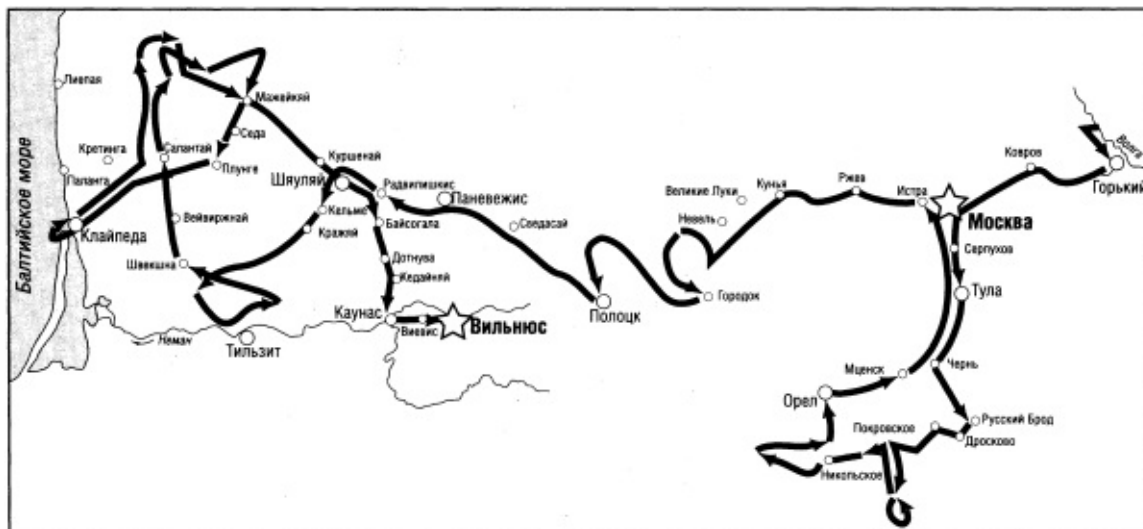 Балтийское море
Лиепая
Кретинга
Паланга
Клайпеда
Салантай
Вейвиржнай
Швекшна
Мажейкяй
Седа
Плунге
Куршенай
Шяуляй
Радвилишкис
Кельме
Кражяй
Байсогала
Дотнува
Кедайняй
Каунас
Виевис
Вильнюс
Неман
Тильзит
Паневежис
Сведасай
Полоцк
Городок
Невель
Великие Луки
Кунья
Ржев
Истра
Москва
Ковров
Волга
Горький
Серпухов
Тула
Чернь
Мценск
Орел
Покровское
Русский Брод
Дросково
Никольское